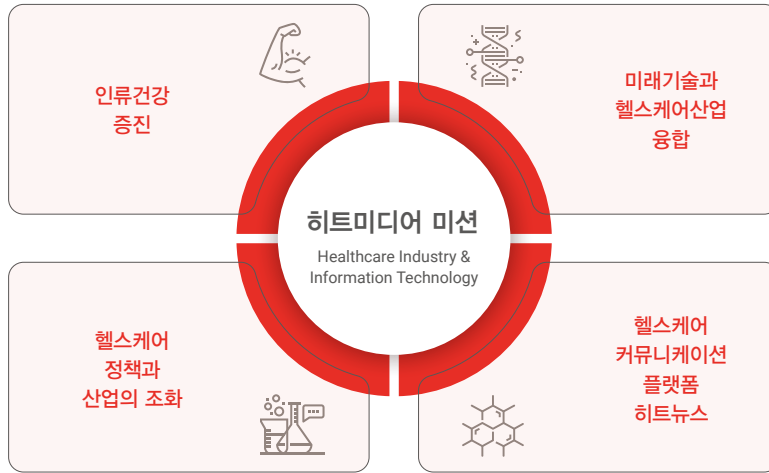 인류건강
증진
미래기술과
헬스케어산업
융합
히트미디어 미션
Healthcare Industry &
Information Technology
헬스케어
정책과
산업의 조화
헬스케어
커뮤니케이션
플랫폼
히트뉴스